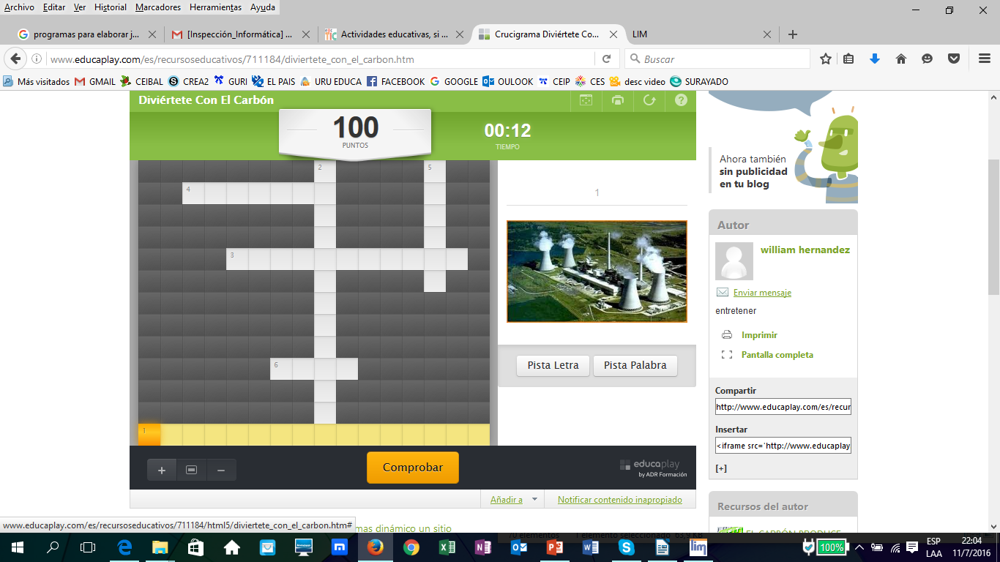 Archivo Editar Ver Historial Marcadores Herramientas Ayuda
programas para elaborar j...
[Inspección_Informática] ...
Actividades educativas, si ...
Crucigrama Diviértete Co...
LIM
www.educaplay.com/es/recursoseducativos/711184/diviertete_con_el_carbon.htm
Buscar
Más visitados GMAIL CEIBAL CREA2 GURI EL PAIS URU EDUCA FACEBOOK GOOGLE OULOOK CEIP CES desc video SURAYADO
Diviértete Con El Carbón
?
100
PUNTOS
00:12
TIEMPO
2
5
4
3
6
1
1
Pista Letra
Pista Palabra
+
−
Comprobar
educaplay
by ADR Formación
Añadir a
Notificar contenido inapropiado
Ahora también
sin publicidad
en tu blog
Autor
william hernandez
Enviar mensaje
entretener
Imprimir
Pantalla completa
Compartir
http://www.educaplay.com/es/recur
Insertar
<iframe src='http://www.educaplay
[+]
Recursos del autor
EL CARBÓN PRODUCE
www.educaplay.com/es/recursoseducativos/711184/html5/diviertete_con_el_carbon.htm#
mas dinámico un sitio
70 elementos 1 elemento seleccionado 63,9 KB
100%
ESP
LAA
22:04
11/7/2016